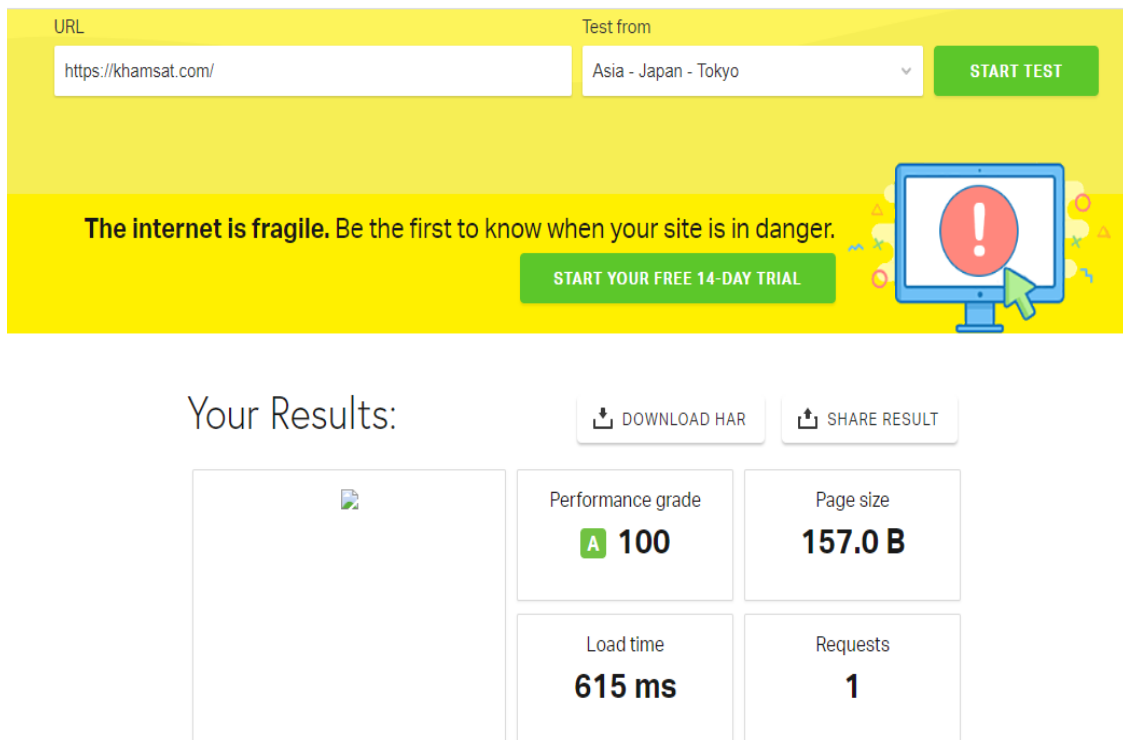 URL
Test from
https://khamsat.com/
Asia - Japan - Tokyo
START TEST
The internet is fragile. Be the first to know when your site is in danger.
START YOUR FREE 14-DAY TRIAL
Your Results:
DOWNLOAD HAR
SHARE RESULT
Performance grade
A 100
Page size
157.0 B
Load time
615 ms
Requests
1